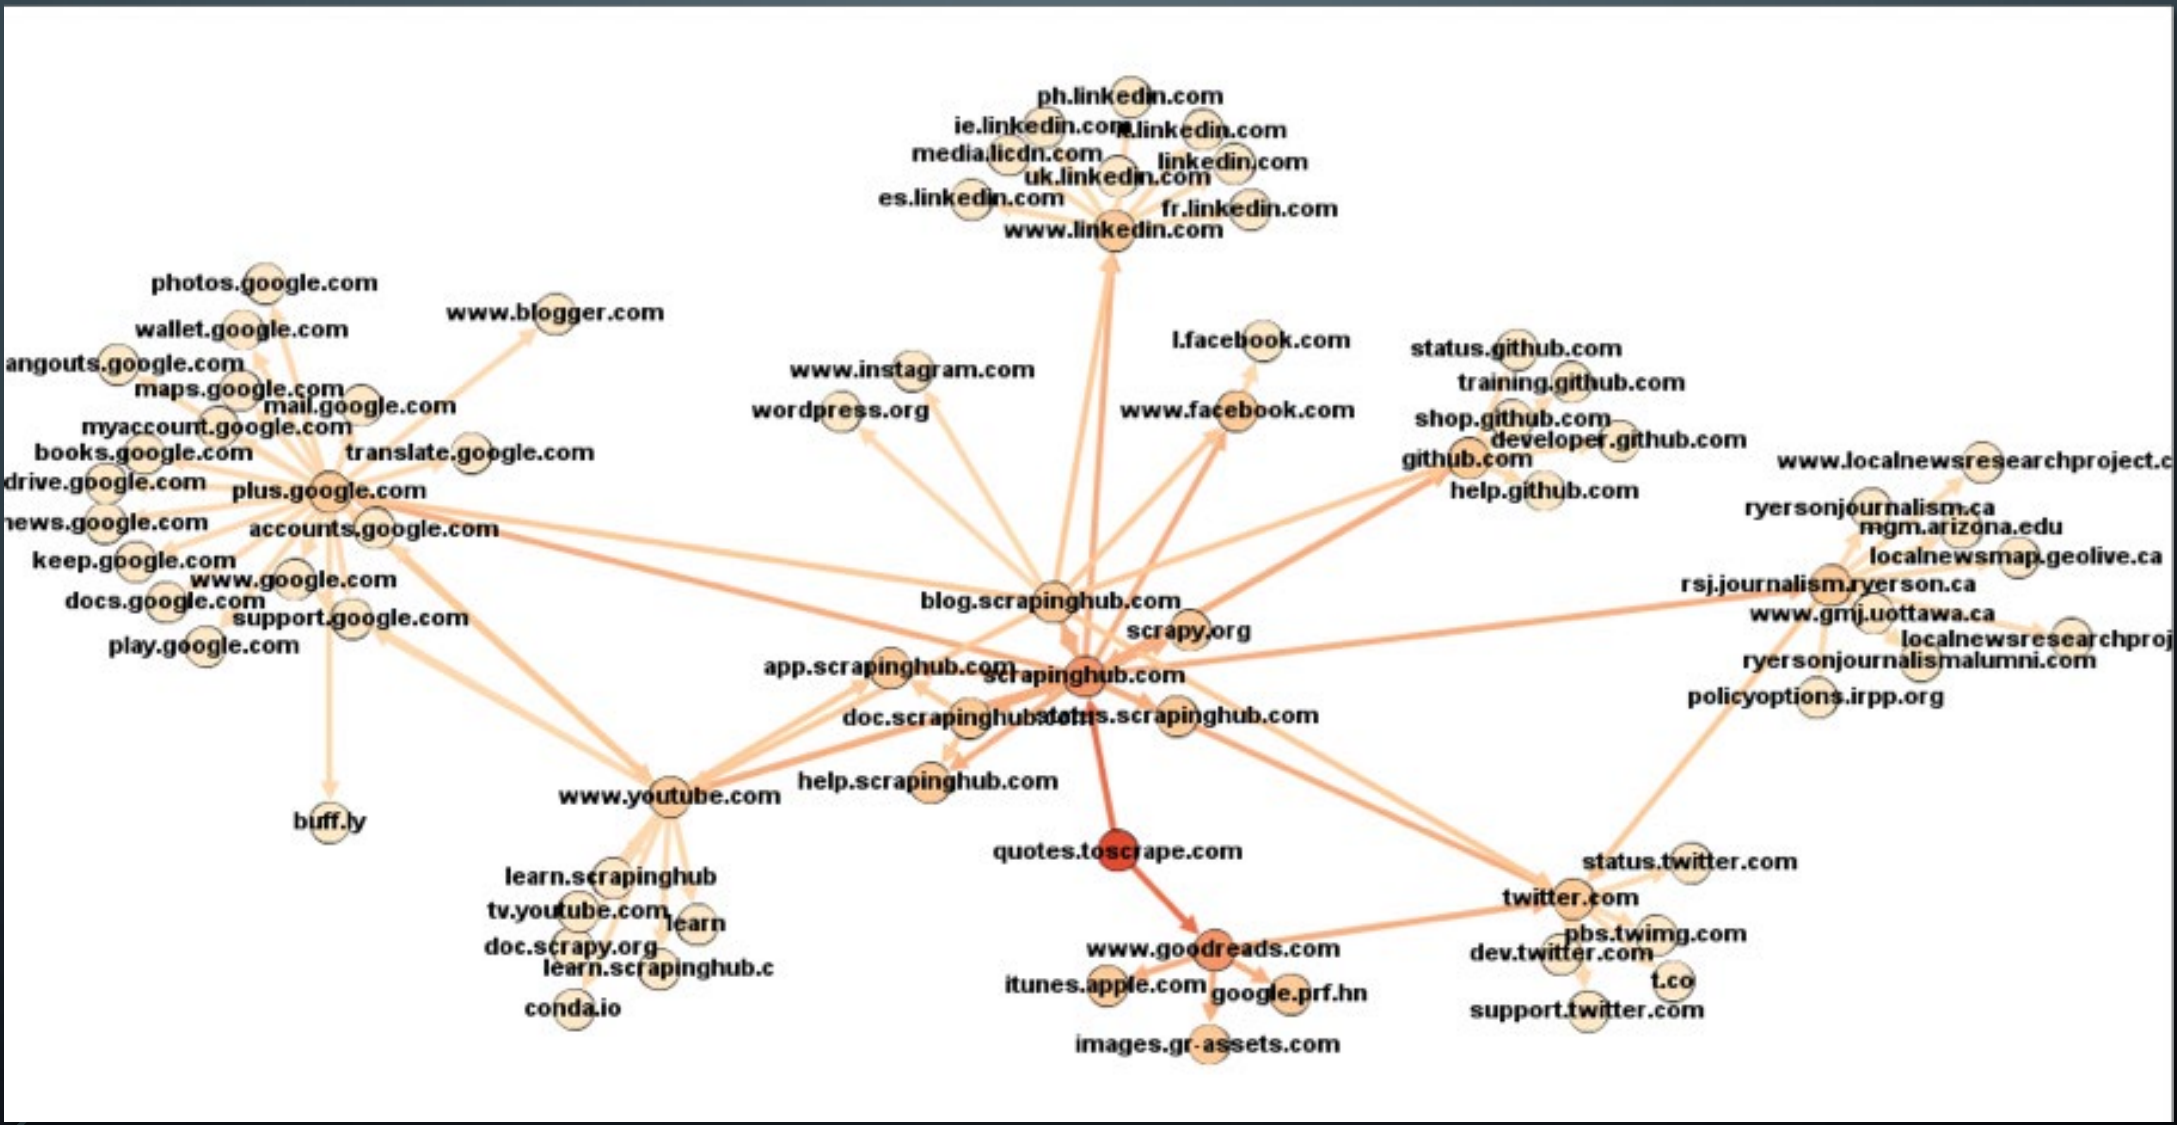 ph.linkedin.com
ie.linkedin.com
linkedin.com
media.licdn.com
linkedin.com
uk.linkedin.com
es.linkedin.com
fr.linkedin.com
www.linkedin.com
photos.google.com
www.blogger.com
wallet.google.com
l.facebook.com
status.github.com
angouts.google.com
www.instagram.com
maps.google.com
training.github.com
mail.google.com
wordpress.org
www.facebook.com
shop.github.com
myaccount.google.com
developer.github.com
books.google.com
translate.google.com
github.com
www.localnewsresearchproject.c
drive.google.com
plus.google.com
help.github.com
ryersonjournalism.ca
news.google.com
accounts.google.com
mgm.arizona.edu
keep.google.com
localnewsmap.geolive.ca
www.google.com
rsj.journalism.ryerson.ca
docs.google.com
blog.scrapinghub.com
support.google.com
www.gmj.uottawa.ca
scrapy.org
play.google.com
localnewsresearchproj
app.scrapinghub.com
scrapinghub.com
ryersonjournalismalumni.com
policyoptions.irpp.org
doc.scrapinghub.com
status.scrapinghub.com
help.scrapinghub.com
www.youtube.com
buff.ly
quotes.toscrape.com
status.twitter.com
learn.scrapinghub
twitter.com
tv.youtube.com
learn
pbs.twimg.com
doc.scrapy.org
www.goodreads.com
dev.twitter.com
learn.scrapinghub.c
itunes.apple.com
google.prf.hn
t.co
conda.io
support.twitter.com
images.gr-assets.com